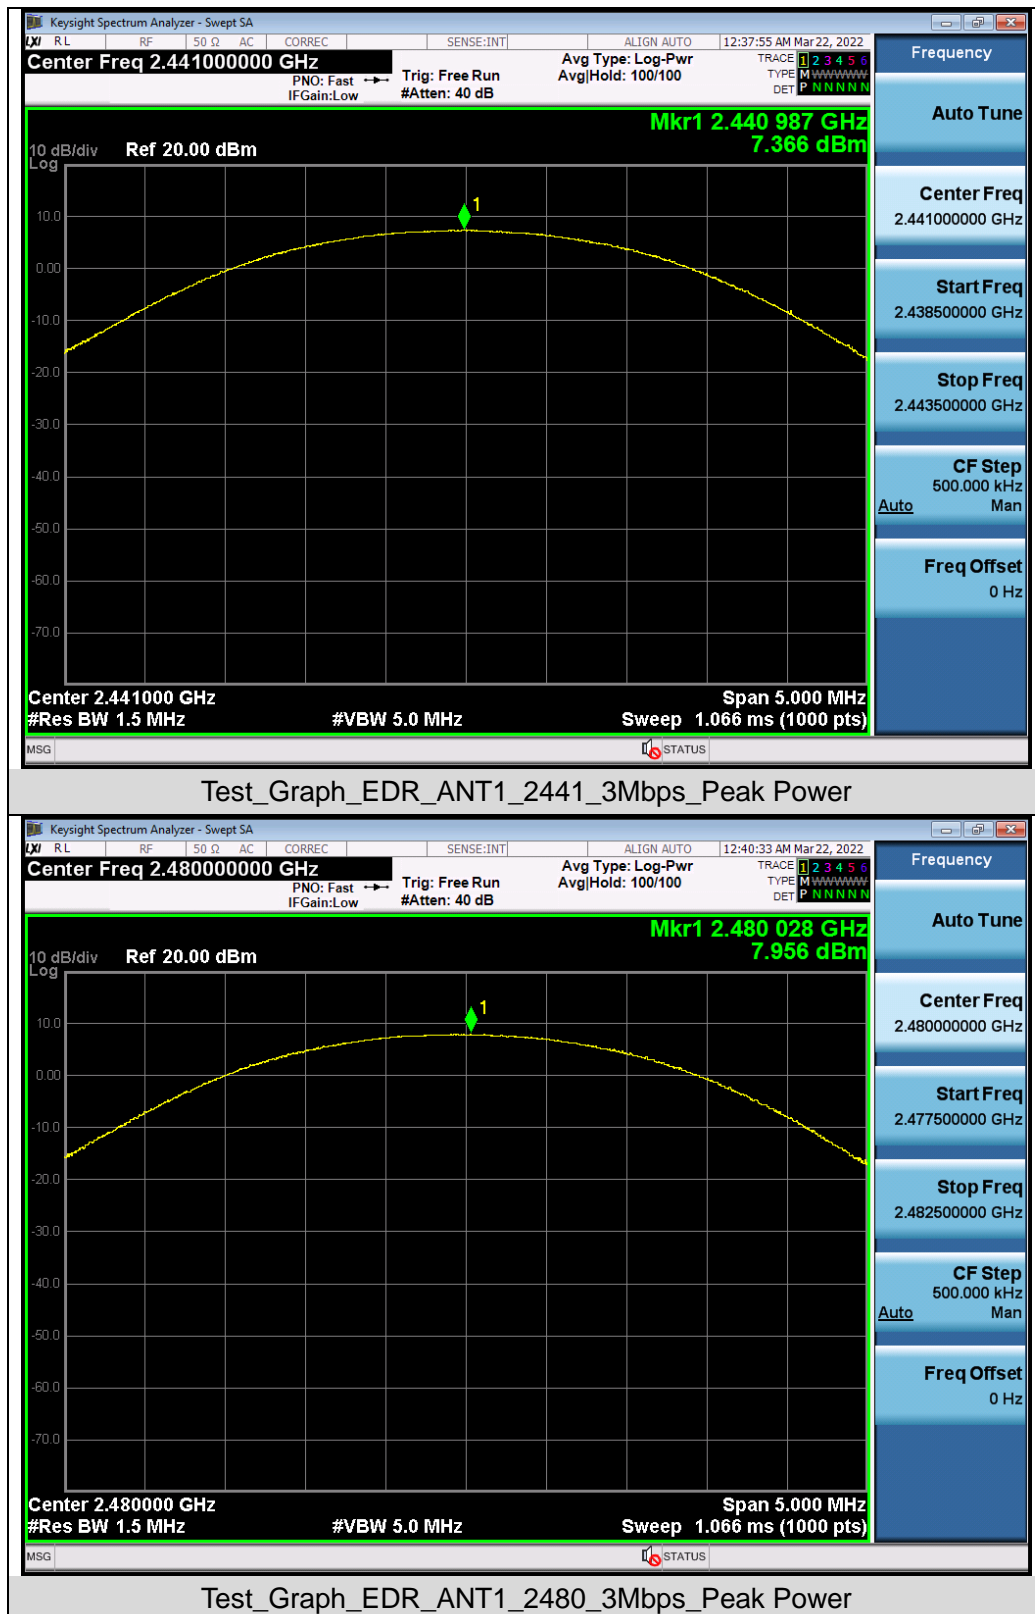 Keysight Spectrum Analyzer - Swept SA
LXI RL RF 50 Ω AC CORREC SENSE:INT ALIGN AUTO 12:37:55 AM Mar 22, 2022
Center Freq 2.441000000 GHz
PNO: Fast
IFGain:Low
Trig: Free Run
#Atten: 40 dB
Avg Type: Log-Pwr
Avg|Hold: 100/100
TRACE 1 2 3 4 5 6
TYPE M WWWWW
DET P N N N N N
Mkr1 2.440 987 GHz
7.366 dBm
10 dB/div Ref 20.00 dBm
Log
1
10.0
0.00
-10.0
-20.0
-30.0
-40.0
-50.0
-60.0
-70.0
Center 2.441000 GHz Span 5.000 MHz
#Res BW 1.5 MHz #VBW 5.0 MHz Sweep 1.066 ms (1000 pts)
MSG STATUS
Frequency
Auto Tune
Center Freq
2.441000000 GHz
Start Freq
2.438500000 GHz
Stop Freq
2.443500000 GHz
CF Step
500.000 kHz
Auto Man
Freq Offset
0 Hz
Test_Graph_EDR_ANT1_2441_3Mbps_Peak Power
Keysight Spectrum Analyzer - Swept SA
LXI RL RF 50 Ω AC CORREC SENSE:INT ALIGN AUTO 12:40:33 AM Mar 22, 2022
Center Freq 2.480000000 GHz
PNO: Fast
IFGain:Low
Trig: Free Run
#Atten: 40 dB
Avg Type: Log-Pwr
Avg|Hold: 100/100
TRACE 1 2 3 4 5 6
TYPE M WWWWW
DET P N N N N N
Mkr1 2.480 028 GHz
7.956 dBm
10 dB/div Ref 20.00 dBm
Log
1
10.0
0.00
-10.0
-20.0
-30.0
-40.0
-50.0
-60.0
-70.0
Center 2.480000 GHz Span 5.000 MHz
#Res BW 1.5 MHz #VBW 5.0 MHz Sweep 1.066 ms (1000 pts)
MSG STATUS
Frequency
Auto Tune
Center Freq
2.480000000 GHz
Start Freq
2.477500000 GHz
Stop Freq
2.482500000 GHz
CF Step
500.000 kHz
Auto Man
Freq Offset
0 Hz
Test_Graph_EDR_ANT1_2480_3Mbps_Peak Power